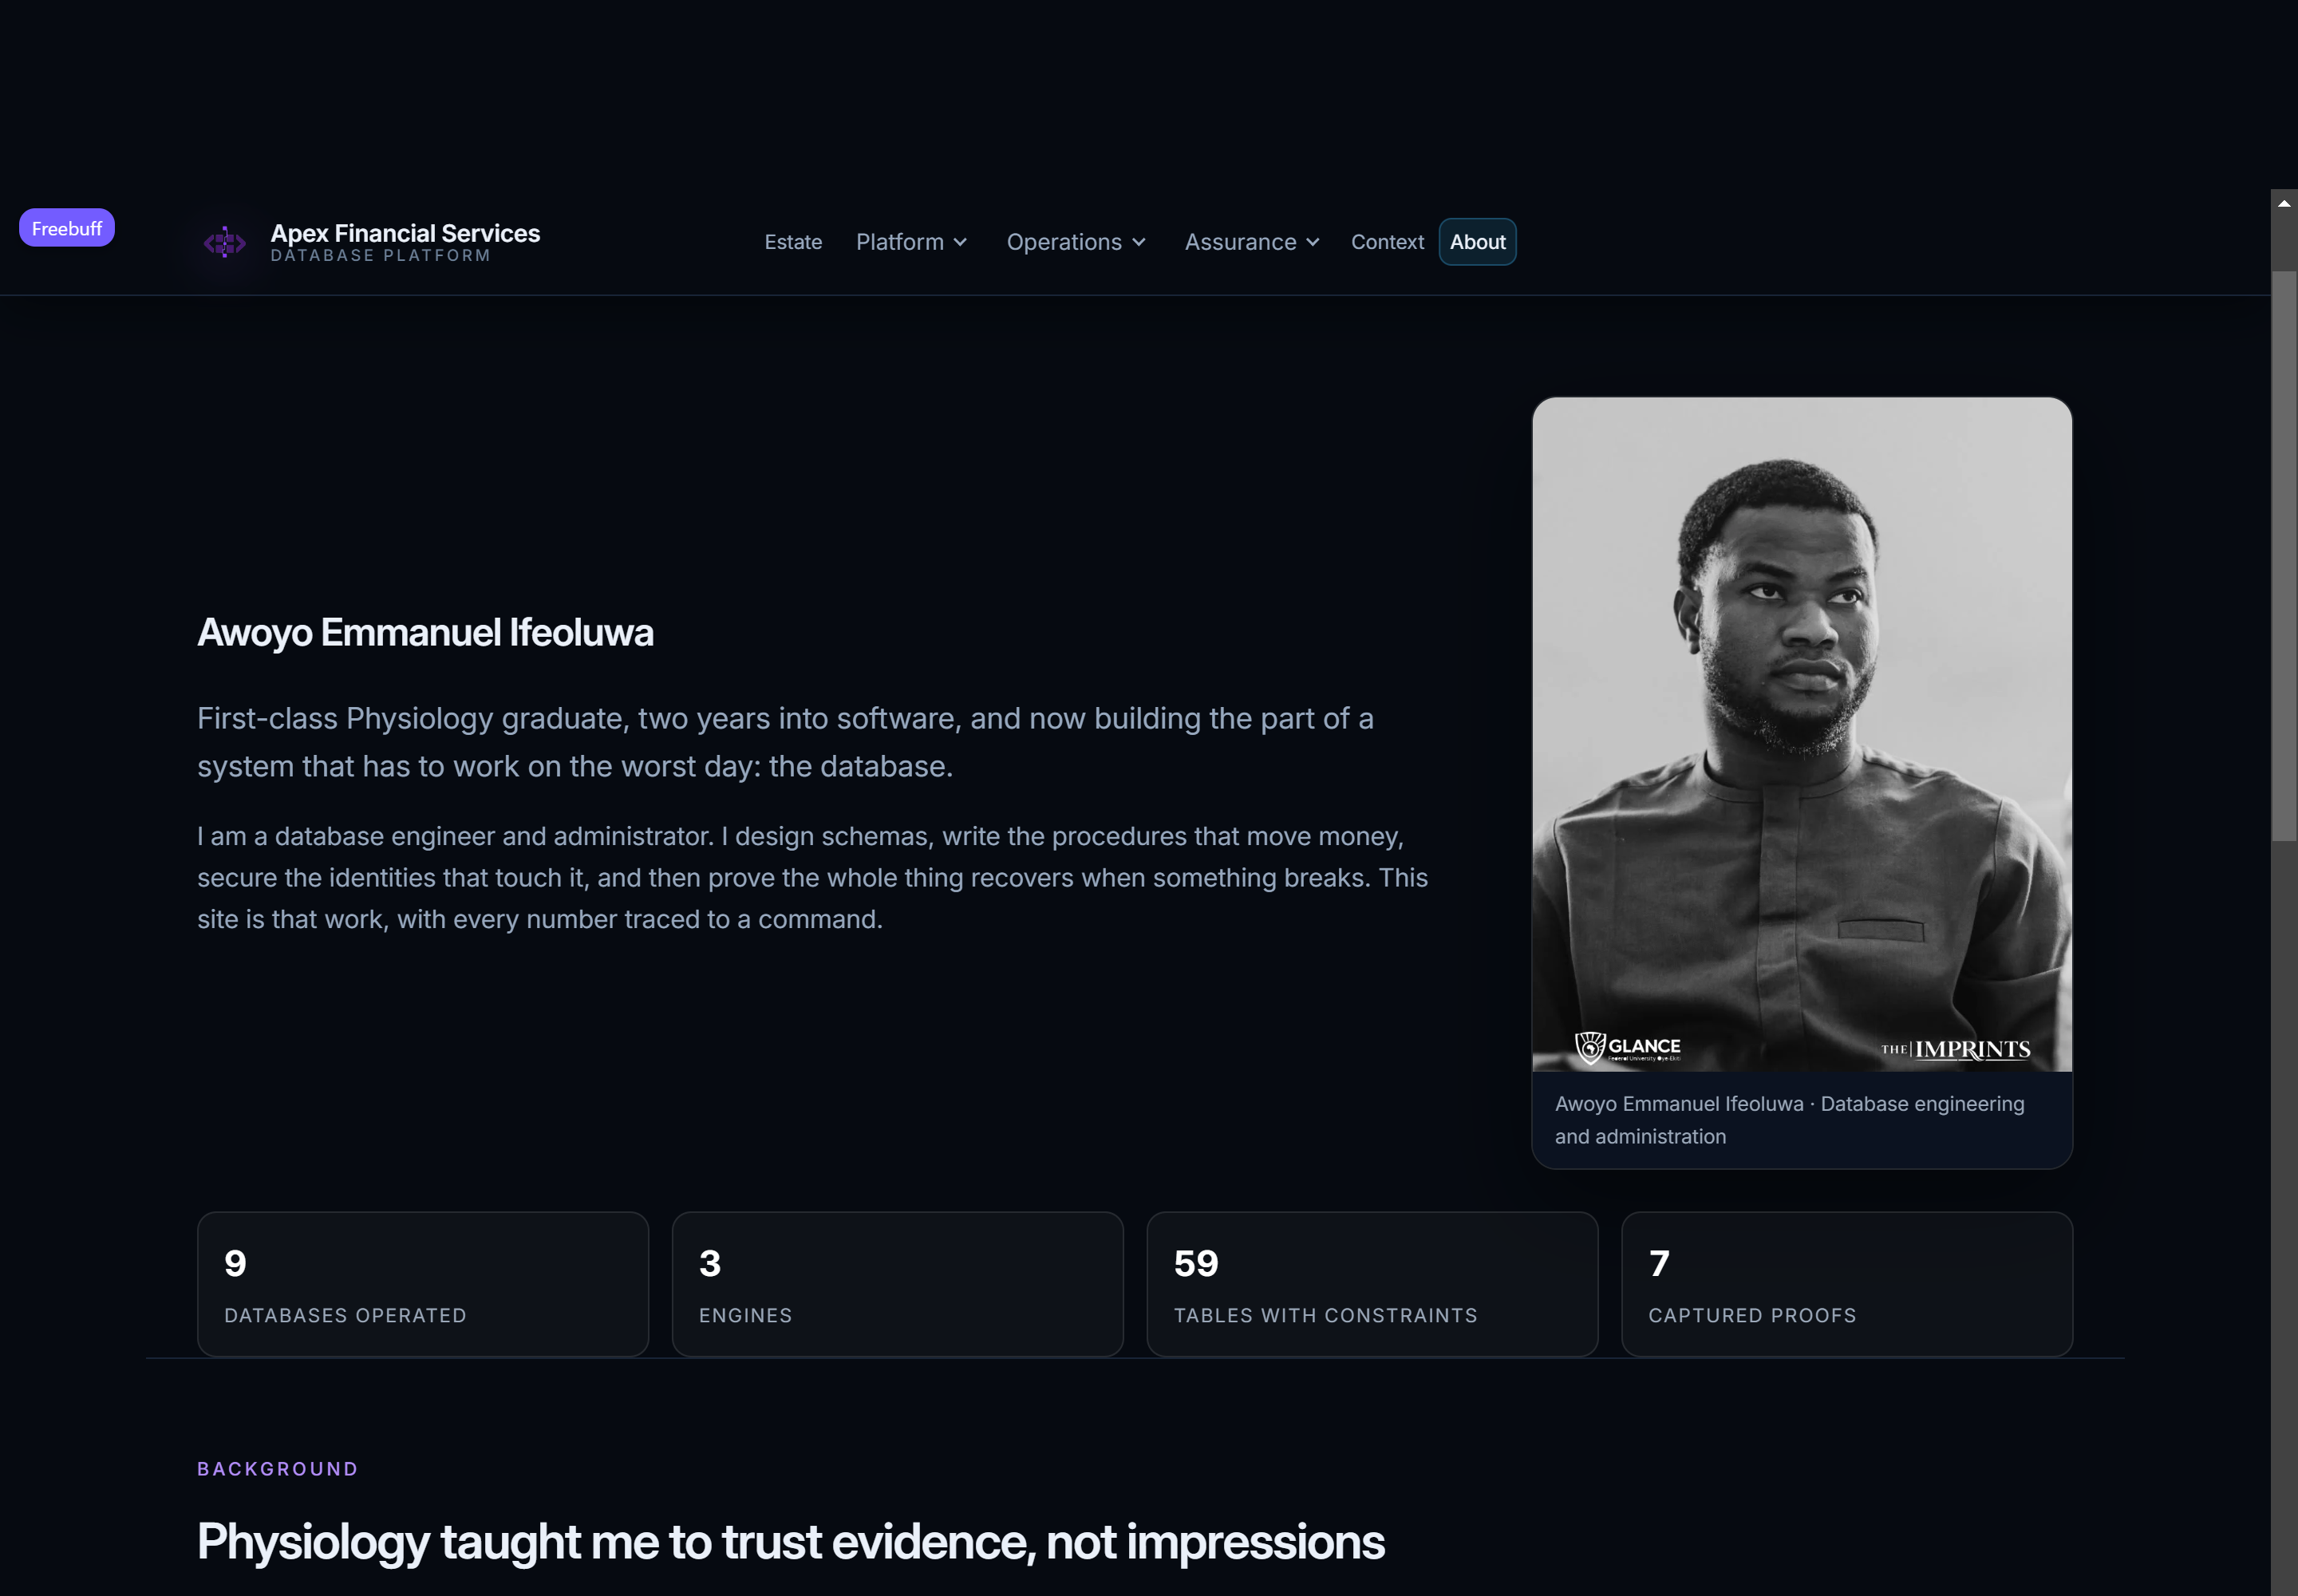 Freebuff
Apex Financial Services
DATABASE PLATFORM
Estate
Platform
Operations
Assurance
Context
About
Awoyo Emmanuel Ifeoluwa
First-class Physiology graduate, two years into software, and now building the part of a
system that has to work on the worst day: the database.
I am a database engineer and administrator. I design schemas, write the procedures that move money,
secure the identities that touch it, and then prove the whole thing recovers when something breaks. This
site is that work, with every number traced to a command.
GLANCE
Federal University Oye-Ekiti
THE IMPRINTS
Awoyo Emmanuel Ifeoluwa · Database engineering
and administration
9
DATABASES OPERATED
3
ENGINES
59
TABLES WITH CONSTRAINTS
7
CAPTURED PROOFS
BACKGROUND
Physiology taught me to trust evidence, not impressions